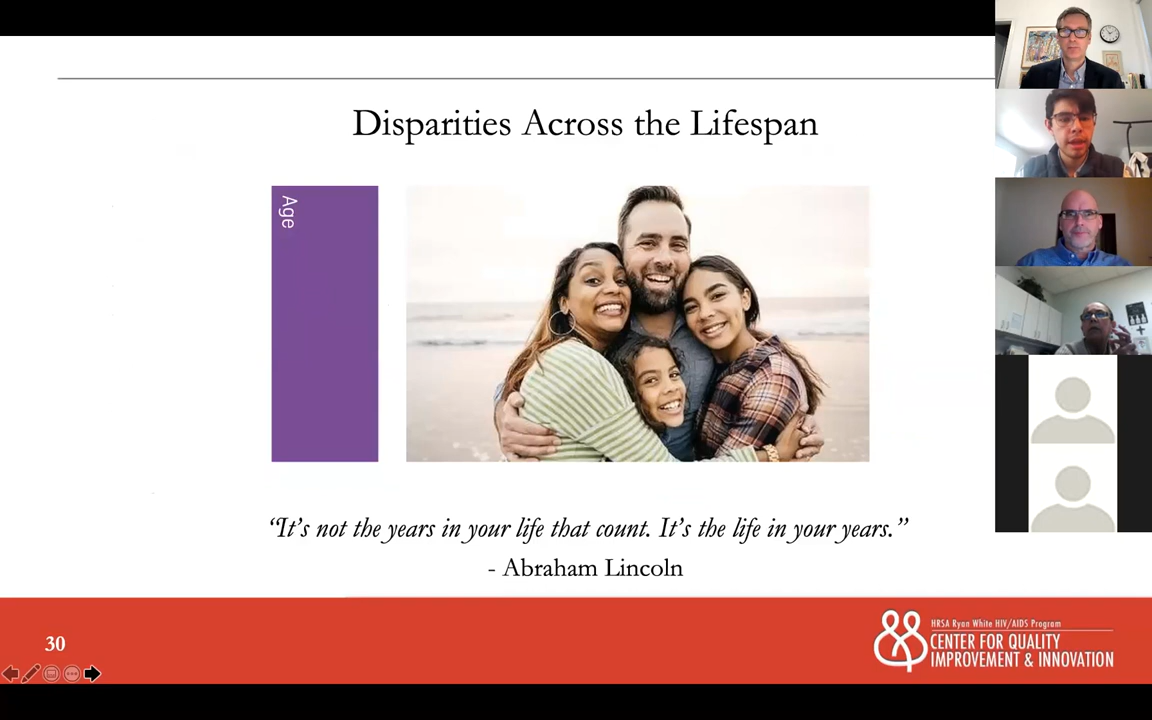 Disparities Across the Lifespan
Age
“It’s not the years in your life that count. It’s the life in your years.”
- Abraham Lincoln
30
HRSA Ryan White HIV/AIDS Program
CENTER FOR QUALITY
IMPROVEMENT & INNOVATION